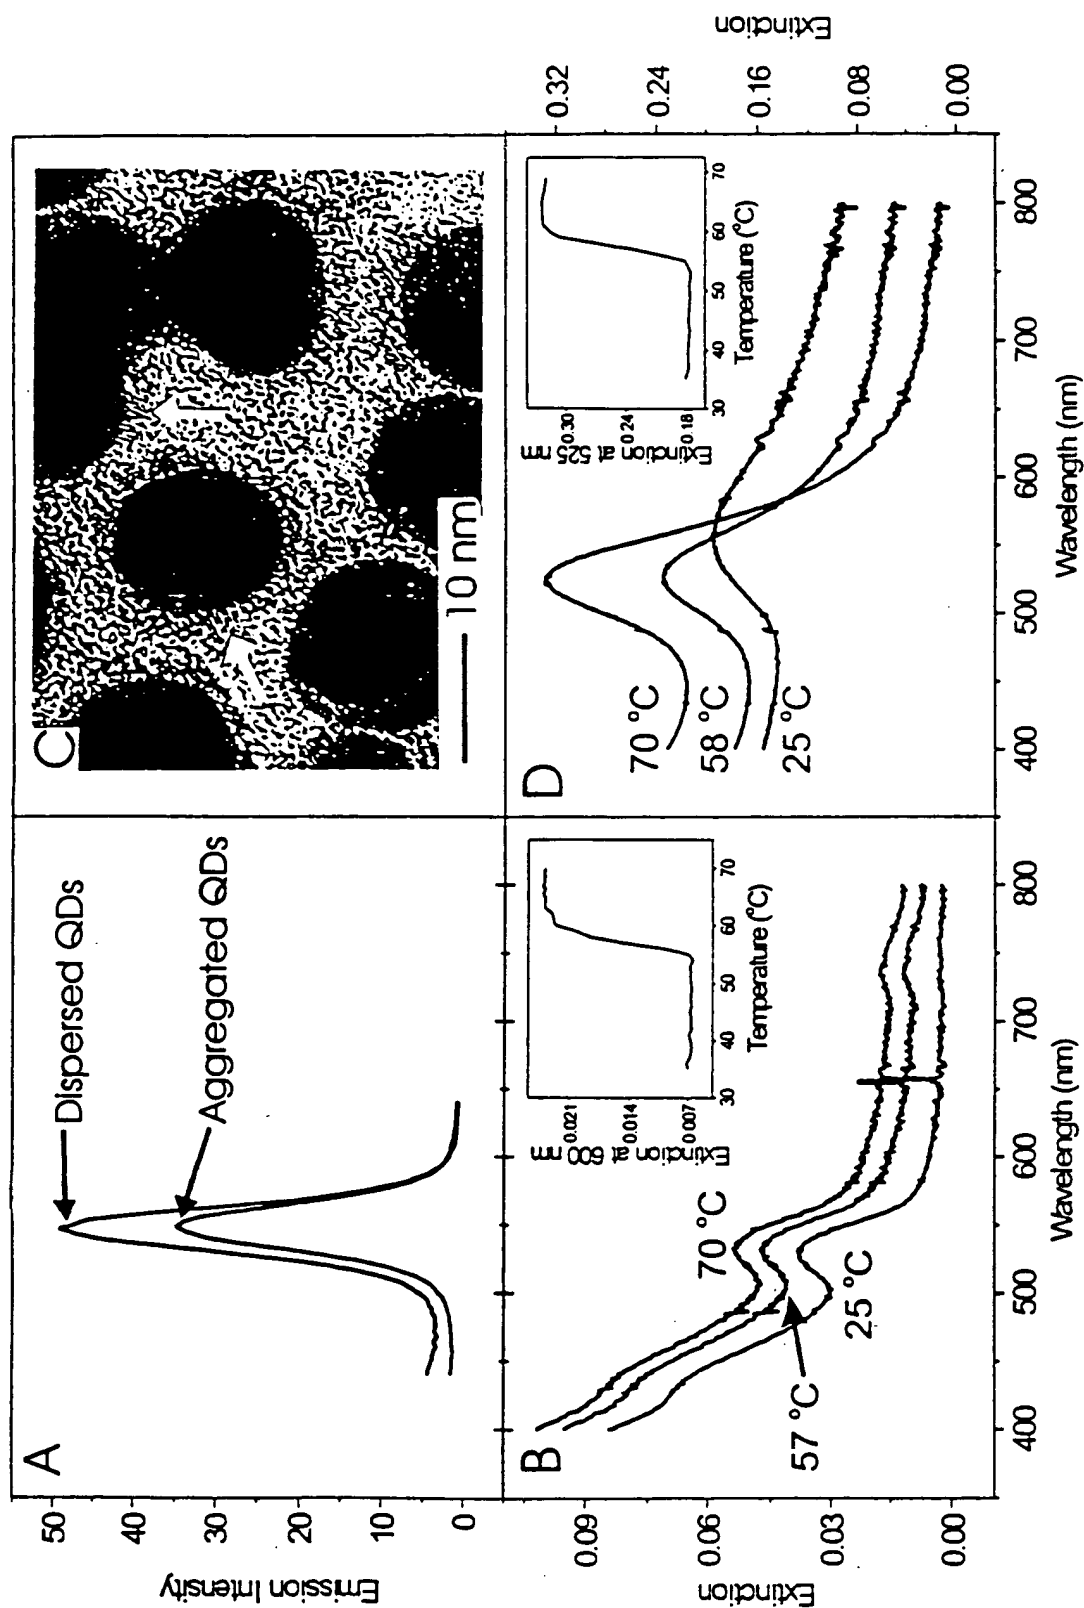 A
Dispersed QDs
Aggregated QDs
50
40
30
20
10
0
Emission Intensity
C
10 nm
B
70 °C
57 °C
25 °C
0.09
0.06
0.03
0.00
Extinction
400
500
600
700
800
Wavelength (nm)
0.021
0.014
0.007
Extinction at 600 nm
30
40
50
60
70
Temperature (°C)
D
70 °C
58 °C
25 °C
0.32
0.24
0.16
0.08
0.00
Extinction
400
500
600
700
800
Wavelength (nm)
0.30
0.24
0.18
Extinction at 525 nm
30
40
50
60
70
Temperature (°C)